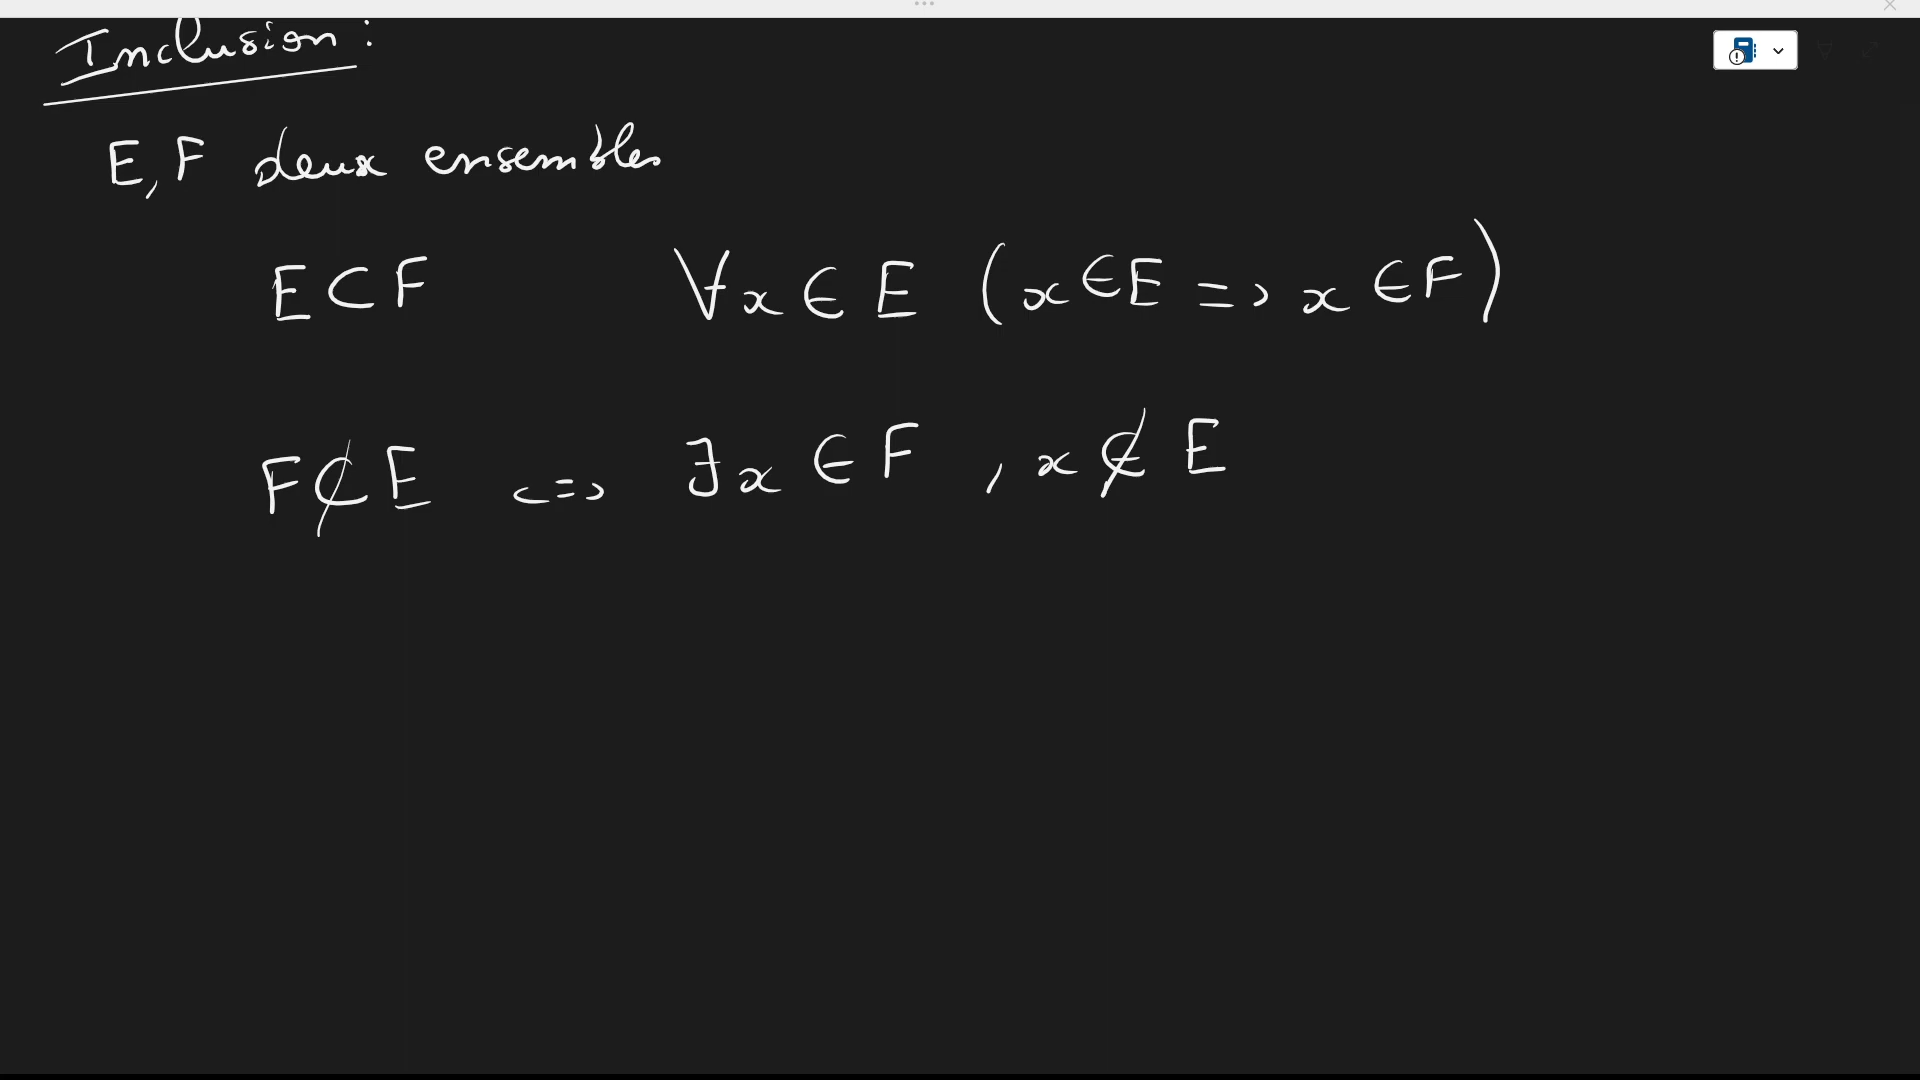 Inclusion :
E, F deux ensembles
E ⊂ F ∀x ∈ E (x ∈ E => x ∈ F)
F ⊄ E <=> ∃x ∈ F , x ∉ E